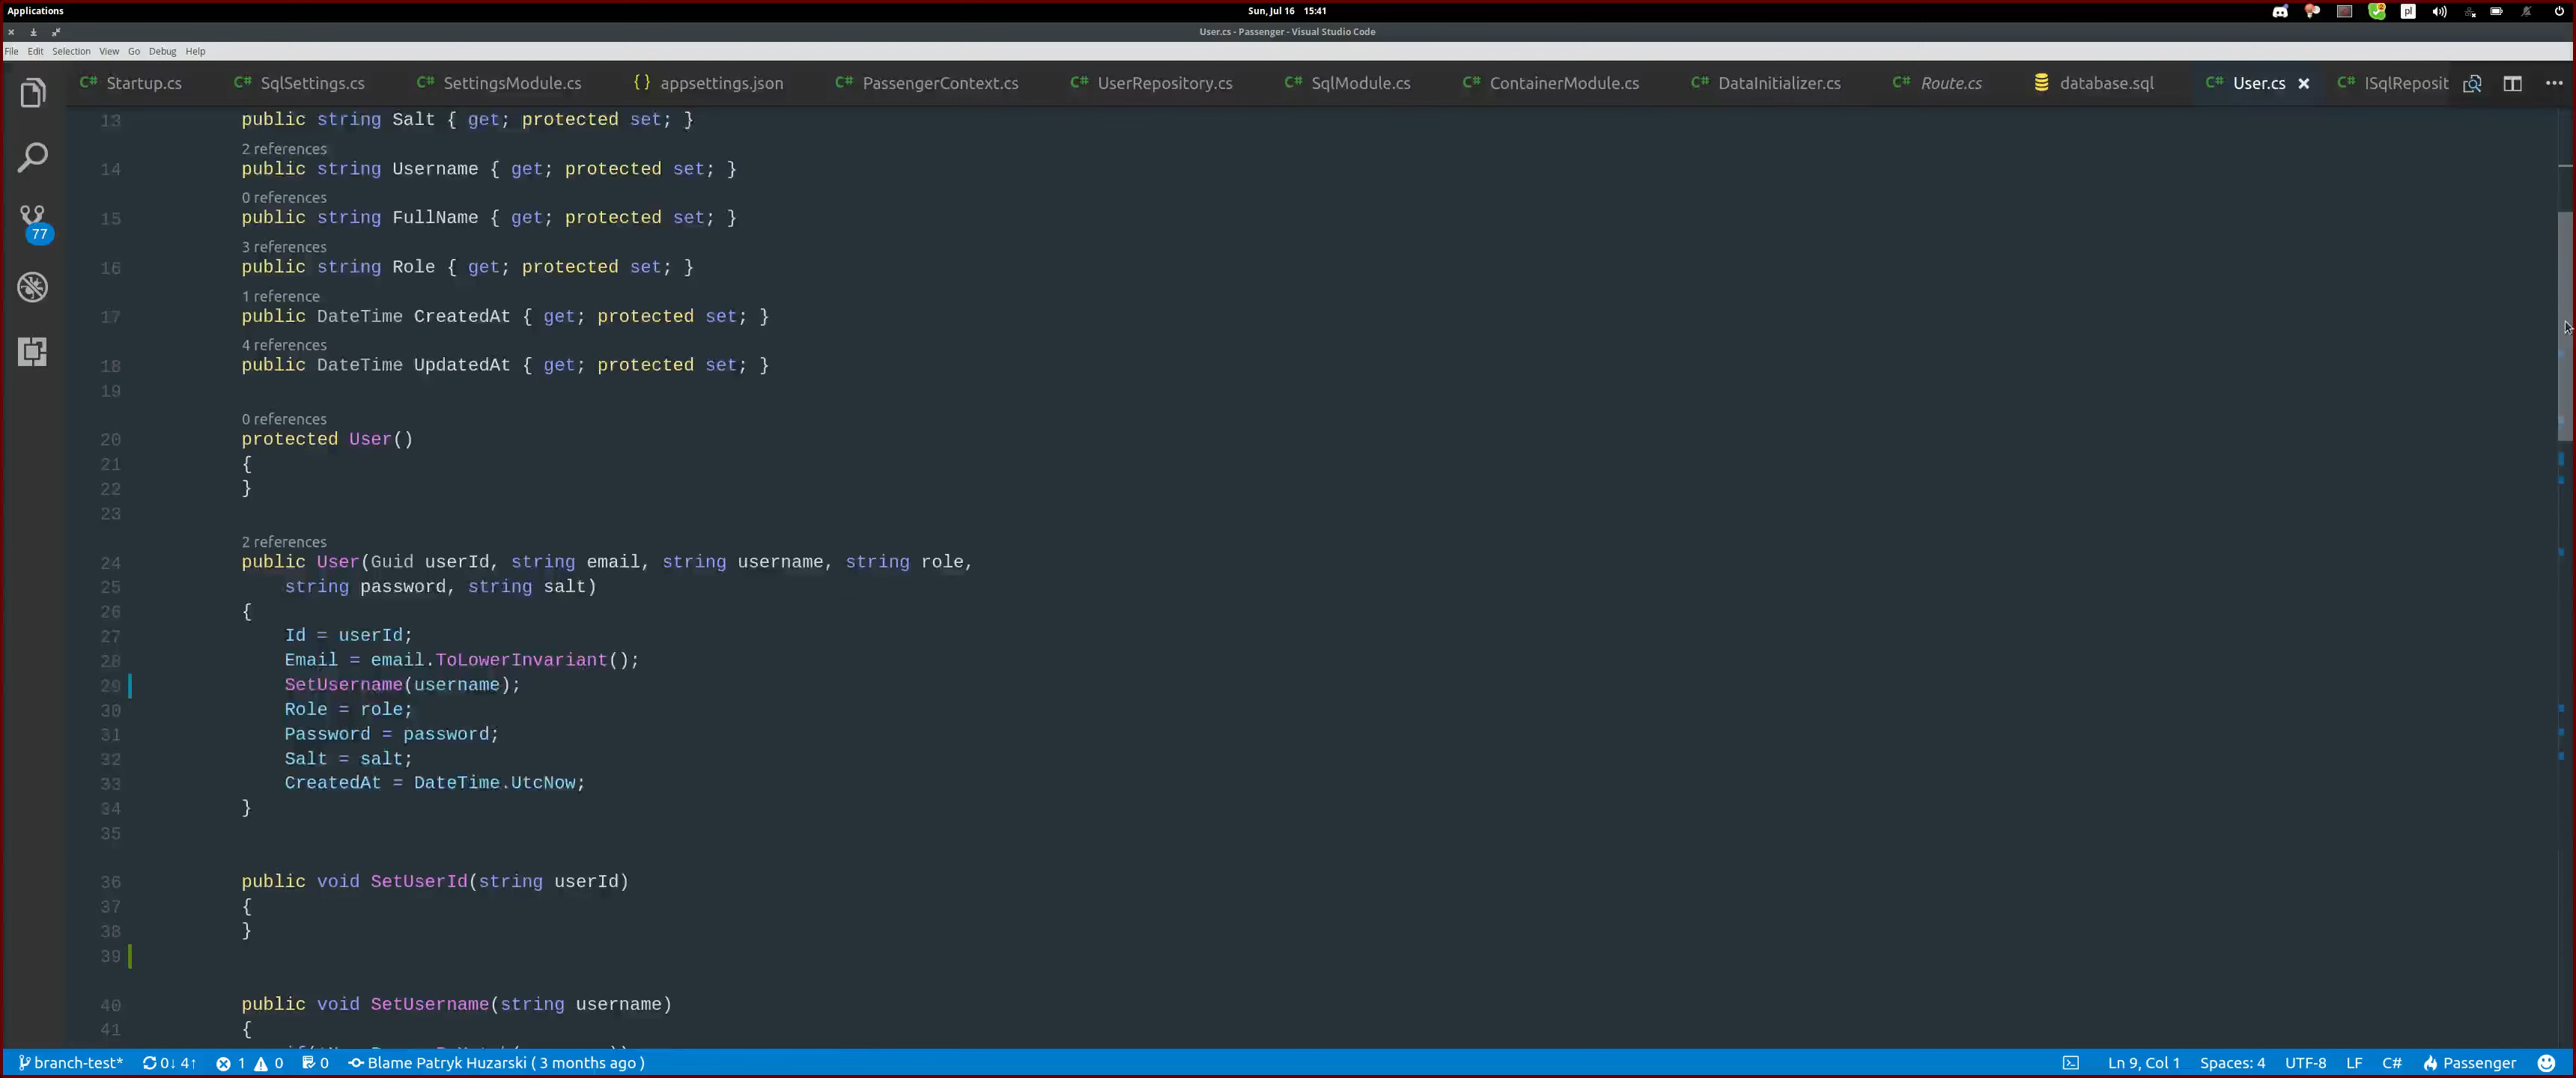 Applications
Sun, Jul 16 15:41
pl
User.cs - Passenger - Visual Studio Code
File Edit Selection View Go Debug Help
C# Startup.cs C# SqlSettings.cs C# SettingsModule.cs {} appsettings.json C# PassengerContext.cs C# UserRepository.cs C# SqlModule.cs C# ContainerModule.cs C# DataInitializer.cs C# Route.cs database.sql C# User.cs C# ISqlReposit
77
13 public string Salt { get; protected set; }
2 references
14 public string Username { get; protected set; }
0 references
15 public string FullName { get; protected set; }
3 references
16 public string Role { get; protected set; }
1 reference
17 public DateTime CreatedAt { get; protected set; }
4 references
18 public DateTime UpdatedAt { get; protected set; }
19
0 references
20 protected User()
21 {
22 }
23
2 references
24 public User(Guid userId, string email, string username, string role,
25 string password, string salt)
26 {
27 Id = userId;
28 Email = email.ToLowerInvariant();
29 SetUsername(username);
30 Role = role;
31 Password = password;
32 Salt = salt;
33 CreatedAt = DateTime.UtcNow;
34 }
35
36 public void SetUserId(string userId)
37 {
38 }
39
40 public void SetUsername(string username)
41 {
branch-test* 0↓ 4↑ 1 0 0 Blame Patryk Huzarski ( 3 months ago ) Ln 9, Col 1 Spaces: 4 UTF-8 LF C# Passenger